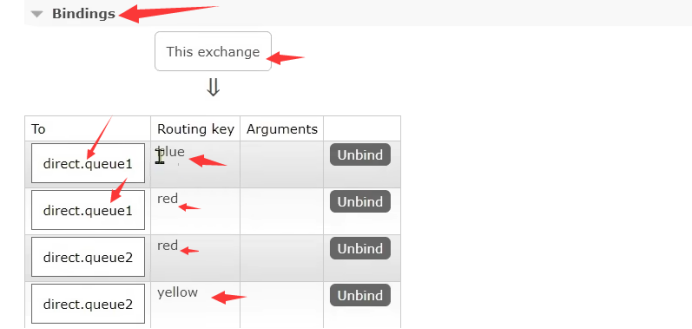 Bindings
This exchange
⇓
To Routing key Arguments
direct.queue1 blue Unbind
direct.queue1 red Unbind
direct.queue2 red Unbind
direct.queue2 yellow Unbind